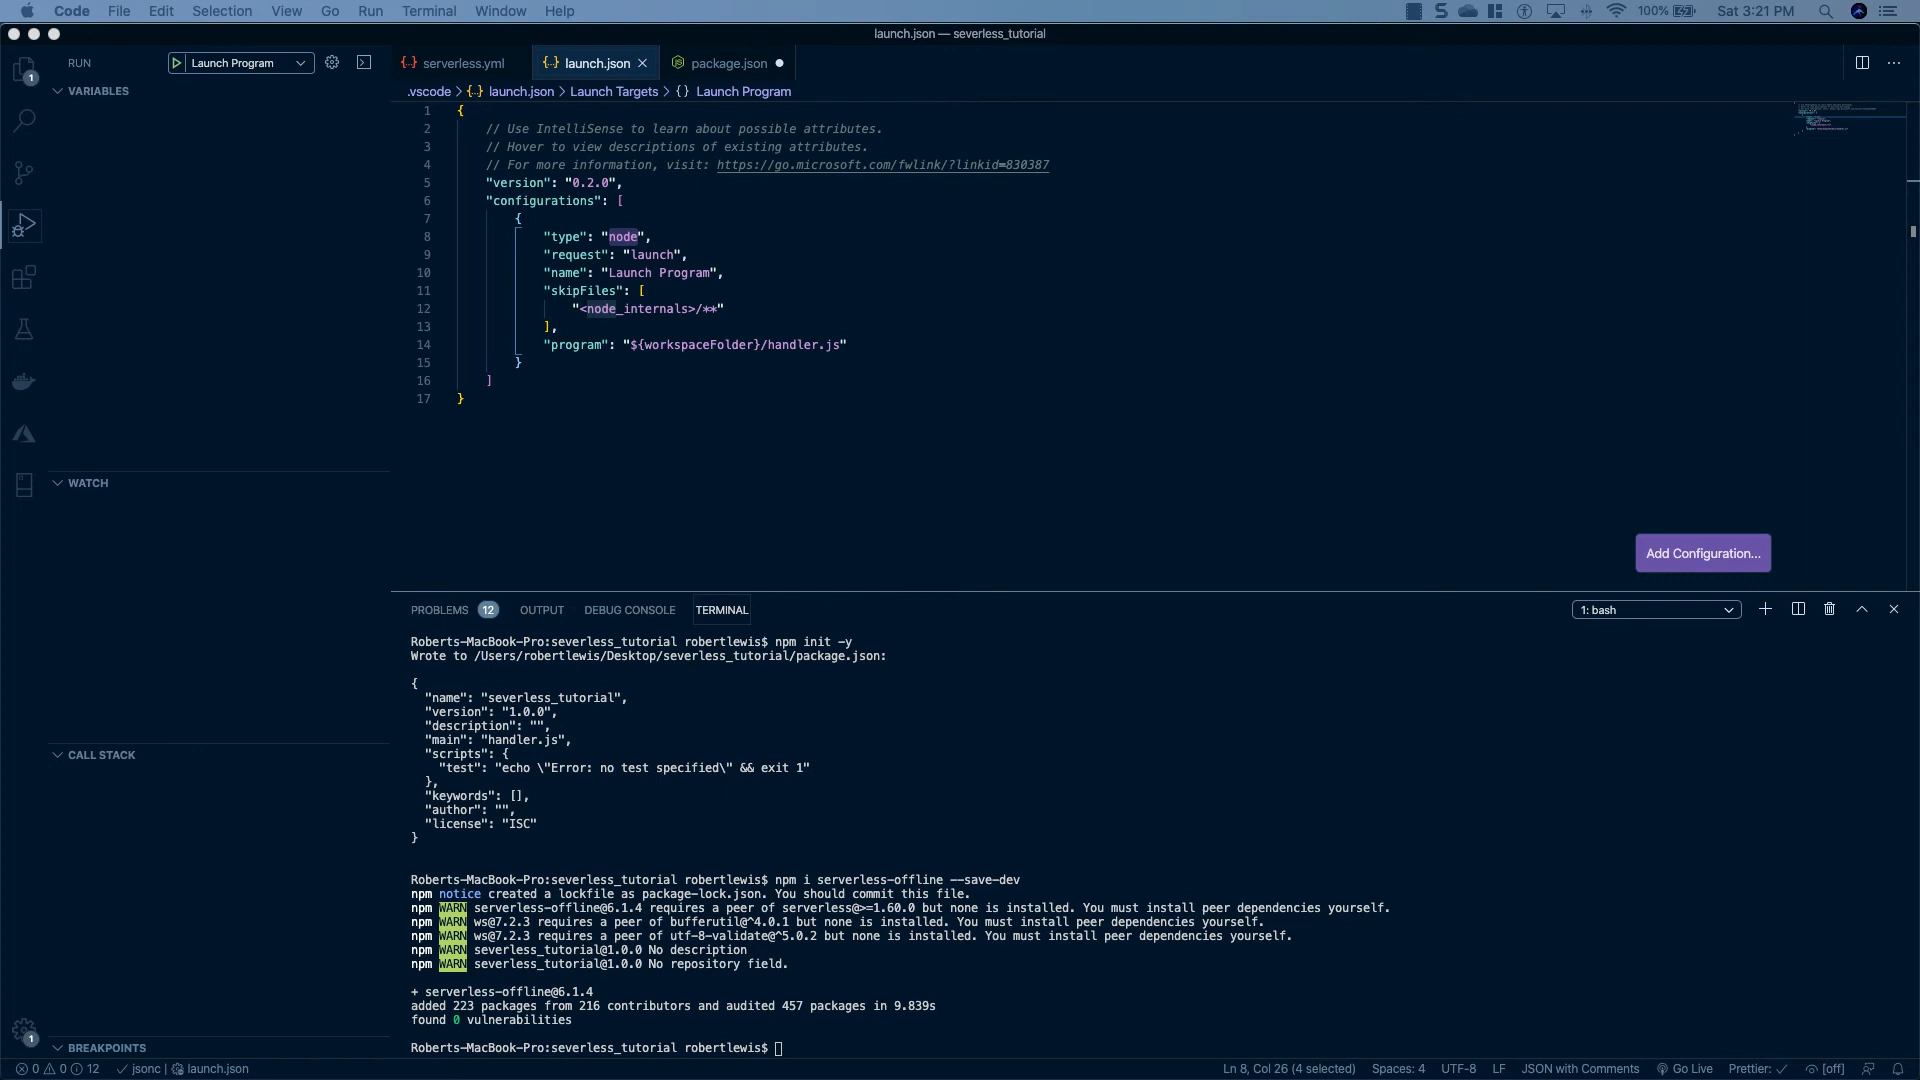 Code File Edit Selection View Go Run Terminal Window Help 100% Sat 3:21 PM
launch.json — severless_tutorial
RUN Launch Program
serverless.yml launch.json package.json
VARIABLES
.vscode > {..} launch.json > Launch Targets > {} Launch Program
1 {
2 // Use IntelliSense to learn about possible attributes.
3 // Hover to view descriptions of existing attributes.
4 // For more information, visit: https://go.microsoft.com/fwlink/?linkid=830387
5 "version": "0.2.0",
6 "configurations": [
7 {
8 "type": "node",
9 "request": "launch",
10 "name": "Launch Program",
11 "skipFiles": [
12 "<node_internals>/**"
13 ],
14 "program": "${workspaceFolder}/handler.js"
15 }
16 ]
17 }
WATCH
CALL STACK
BREAKPOINTS
Add Configuration...
PROBLEMS 12 OUTPUT DEBUG CONSOLE TERMINAL 1: bash
Roberts-MacBook-Pro:severless_tutorial robertlewis$ npm init -y
Wrote to /Users/robertlewis/Desktop/severless_tutorial/package.json:
{
"name": "severless_tutorial",
"version": "1.0.0",
"description": "",
"main": "handler.js",
"scripts": {
"test": "echo \"Error: no test specified\" && exit 1"
},
"keywords": [],
"author": "",
"license": "ISC"
}
Roberts-MacBook-Pro:severless_tutorial robertlewis$ npm i serverless-offline --save-dev
npm notice created a lockfile as package-lock.json. You should commit this file.
npm WARN serverless-offline@6.1.4 requires a peer of serverless@>=1.60.0 but none is installed. You must install peer dependencies yourself.
npm WARN ws@7.2.3 requires a peer of bufferutil@^4.0.1 but none is installed. You must install peer dependencies yourself.
npm WARN ws@7.2.3 requires a peer of utf-8-validate@^5.0.2 but none is installed. You must install peer dependencies yourself.
npm WARN severless_tutorial@1.0.0 No description
npm WARN severless_tutorial@1.0.0 No repository field.
+ serverless-offline@6.1.4
added 223 packages from 216 contributors and audited 457 packages in 9.839s
found 0 vulnerabilities
Roberts-MacBook-Pro:severless_tutorial robertlewis$
1
1
0 0 12 jsonc | launch.json Ln 8, Col 26 (4 selected) Spaces: 4 UTF-8 LF JSON with Comments Go Live Prettier: ✓ [off]